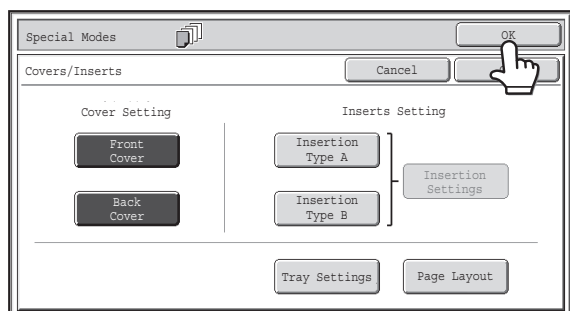 Special Modes
OK
Covers/Inserts
Cancel
Cover Setting
Inserts Setting
Front
Cover
Insertion
Type A
Insertion
Settings
Back
Cover
Insertion
Type B
Tray Settings
Page Layout